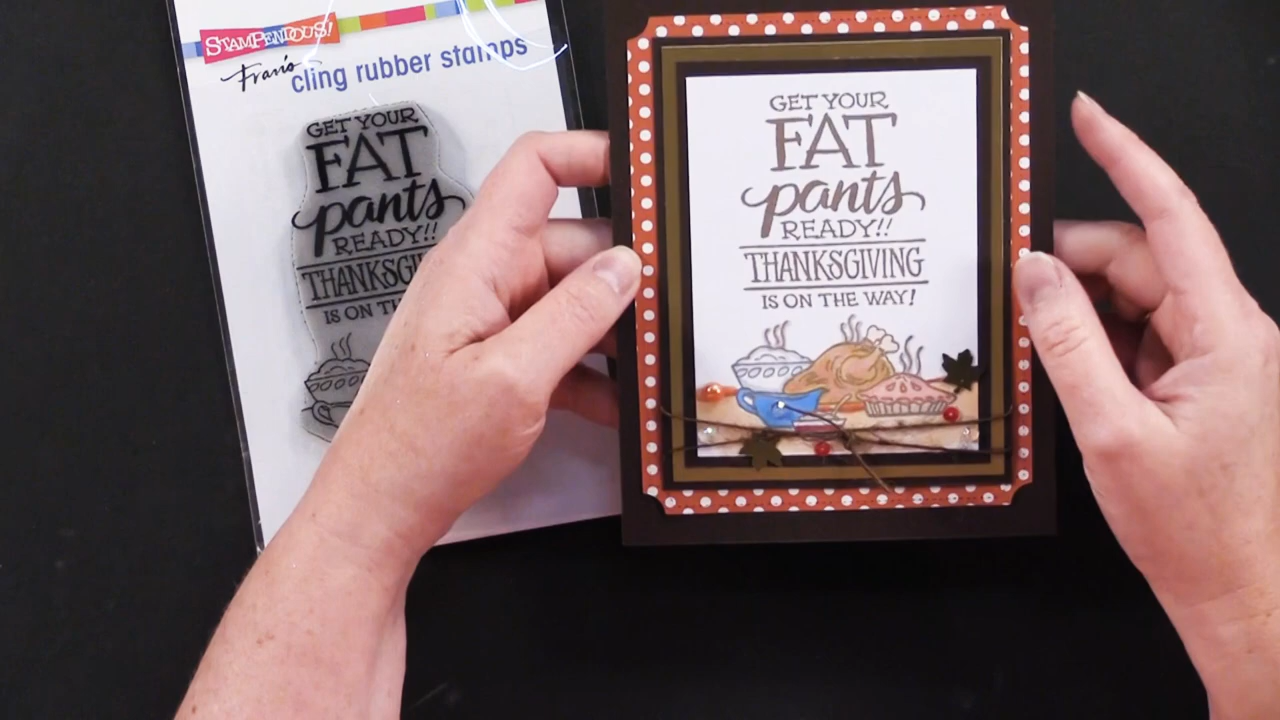 STAMPENDOUS!
Fran's
cling rubber stamps
GET YOUR
FAT
pants
READY!!
THANKSGI
IS ON TH
GET YOUR
FAT
pants
READY!!
THANKSGIVING
IS ON THE WAY!